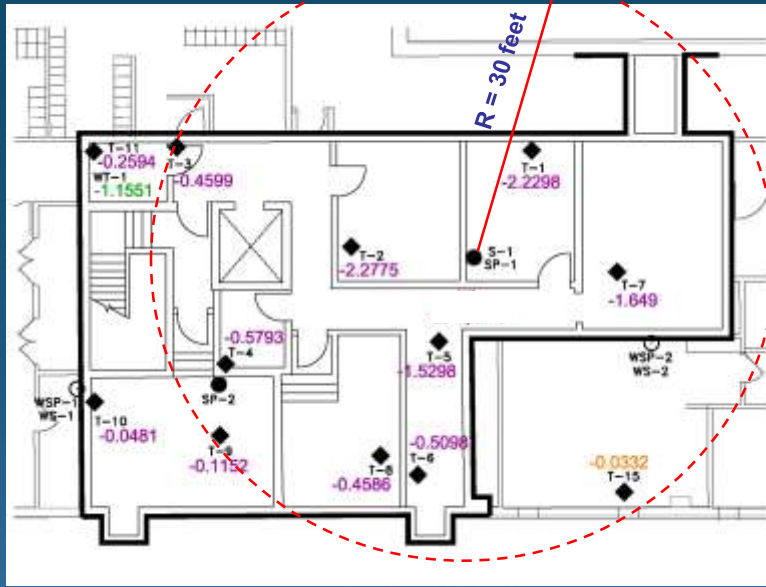 R = 30 feet
T-11
-0.2594
WT-1
-1.1551
T-3
-0.4599
T-1
-2.2298
T-2
-2.2775
S-1
SP-1
T-7
-1.649
-0.5793
T-4
SP-2
T-5
-1.5298
WSP-2
WS-2
WSP-1
WS-1
T-10
-0.0481
T-9
-0.1152
T-8
-0.4586
-0.5098
T-6
-0.0332
T-15